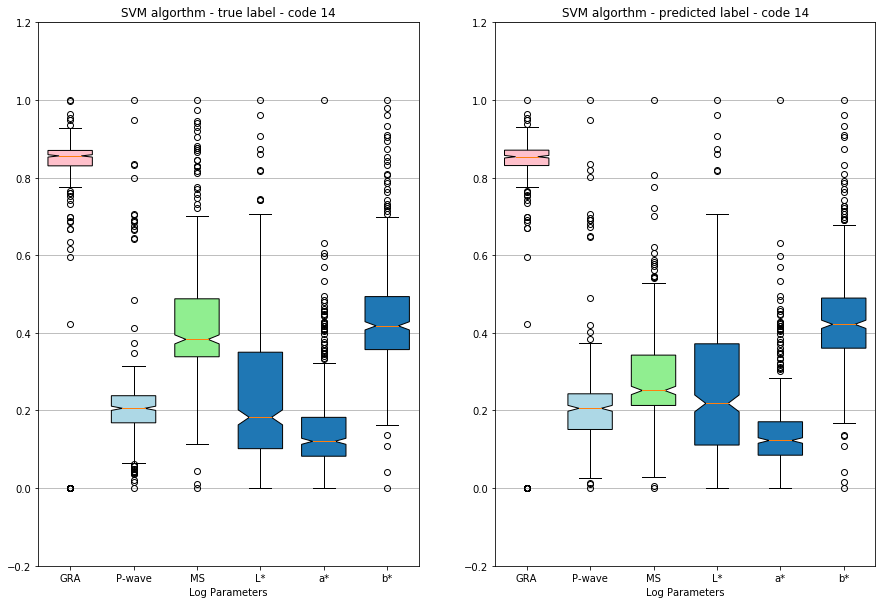 SVM algorthm - true label - code 14
1.2
1.0
0.8
0.6
0.4
0.2
0.0
−0.2
GRA P-wave MS L* a* b*
Log Parameters
SVM algorthm - predicted label - code 14
1.2
1.0
0.8
0.6
0.4
0.2
0.0
−0.2
GRA P-wave MS L* a* b*
Log Parameters